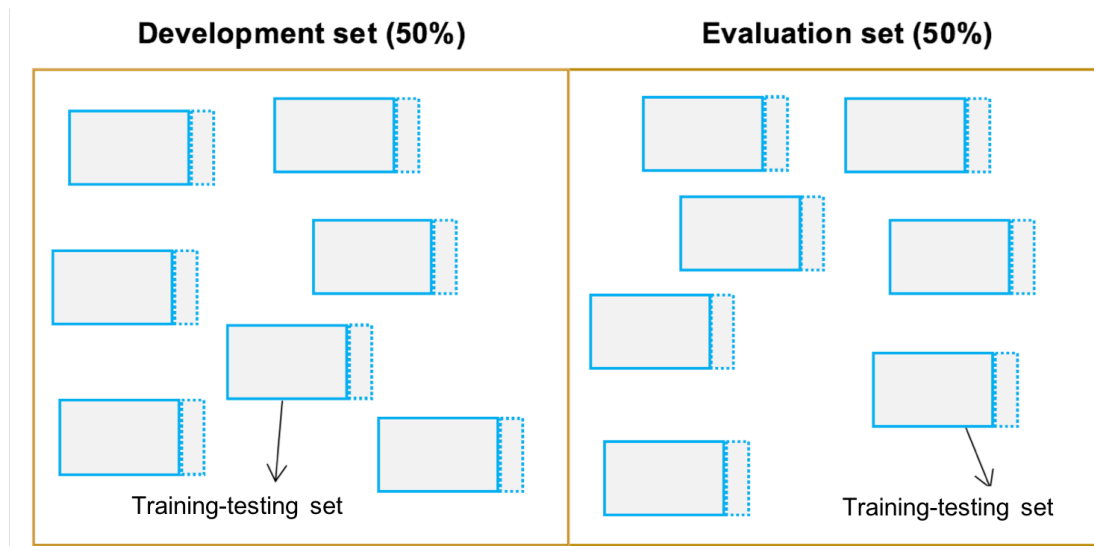 Development set (50%)
Evaluation set (50%)
Training-testing set
Training-testing set